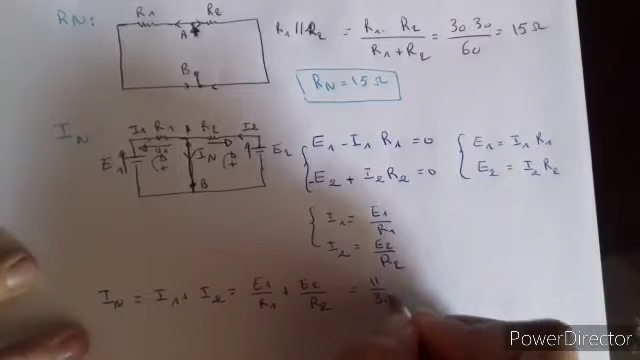 RN:
R1 R2
A
B
R1 || R2 = R1 . R2 / R1 + R2 = 30 30 / 60 = 15 Ω
RN = 15 Ω
IN
I1 R1 A R2 I2
E1 IN E2
B
E1 - I1 R1 = 0
-E2 + I2 R2 = 0
E1 = I1 R1
E2 = I2 R2
I1 = E1 / R1
I2 = E2 / R2
IN = I1 + I2 = E1 / R1 + E2 / R2 = 11 / 30
PowerDirector